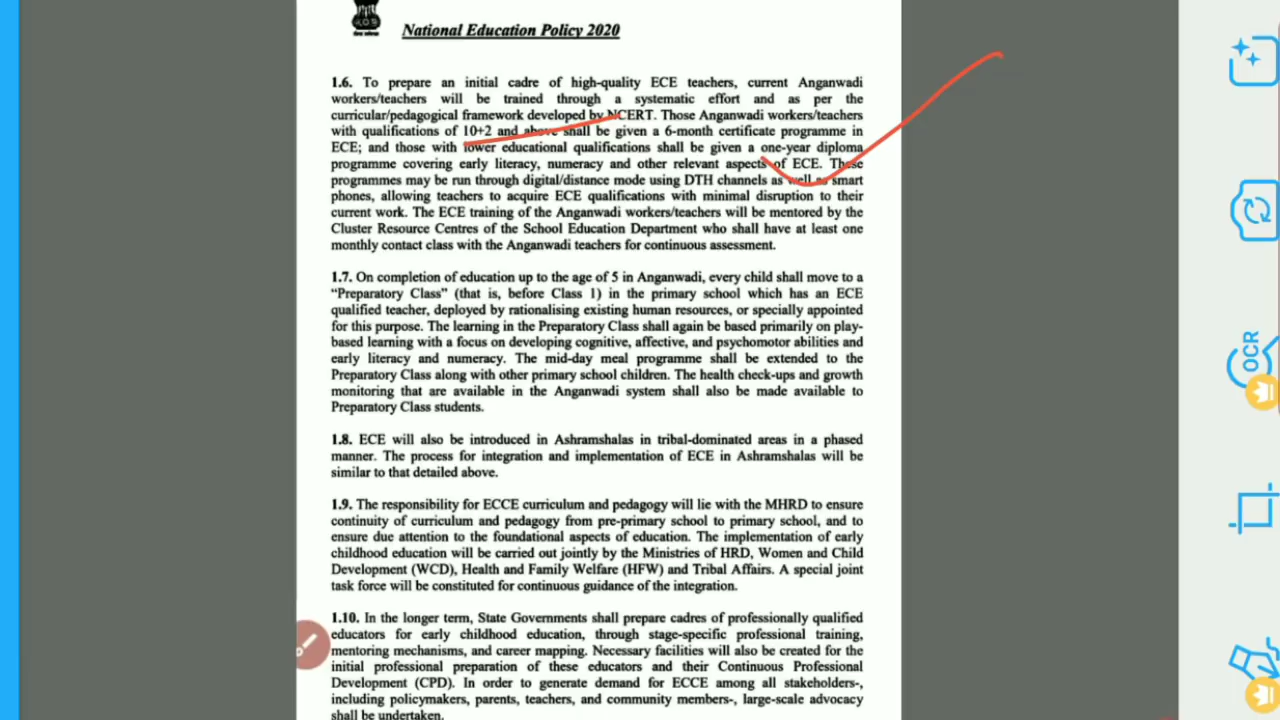 National Education Policy 2020
1.6. To prepare an initial cadre of high-quality ECE teachers, current Anganwadi
workers/teachers will be trained through a systematic effort and as per the
curricular/pedagogical framework developed by NCERT. Those Anganwadi workers/teachers
with qualifications of 10+2 and above shall be given a 6-month certificate programme in
ECE; and those with lower educational qualifications shall be given a one-year diploma
programme covering early literacy, numeracy and other relevant aspects of ECE. These
programmes may be run through digital/distance mode using DTH channels as well as smart
phones, allowing teachers to acquire ECE qualifications with minimal disruption to their
current work. The ECE training of the Anganwadi workers/teachers will be mentored by the
Cluster Resource Centres of the School Education Department who shall have at least one
monthly contact class with the Anganwadi teachers for continuous assessment.
1.7. On completion of education up to the age of 5 in Anganwadi, every child shall move to a
“Preparatory Class” (that is, before Class 1) in the primary school which has an ECE
qualified teacher, deployed by rationalising existing human resources, or specially appointed
for this purpose. The learning in the Preparatory Class shall again be based primarily on play-
based learning with a focus on developing cognitive, affective, and psychomotor abilities and
early literacy and numeracy. The mid-day meal programme shall be extended to the
Preparatory Class along with other primary school children. The health check-ups and growth
monitoring that are available in the Anganwadi system shall also be made available to
Preparatory Class students.
1.8. ECE will also be introduced in Ashramshalas in tribal-dominated areas in a phased
manner. The process for integration and implementation of ECE in Ashramshalas will be
similar to that detailed above.
1.9. The responsibility for ECCE curriculum and pedagogy will lie with the MHRD to ensure
continuity of curriculum and pedagogy from pre-primary school to primary school, and to
ensure due attention to the foundational aspects of education. The implementation of early
childhood education will be carried out jointly by the Ministries of HRD, Women and Child
Development (WCD), Health and Family Welfare (HFW) and Tribal Affairs. A special joint
task force will be constituted for continuous guidance of the integration.
1.10. In the longer term, State Governments shall prepare cadres of professionally qualified
educators for early childhood education, through stage-specific professional training,
mentoring mechanisms, and career mapping. Necessary facilities will also be created for the
initial professional preparation of these educators and their Continuous Professional
Development (CPD). In order to generate demand for ECCE among all stakeholders-,
including policymakers, parents, teachers, and community members-, large-scale advocacy
shall be undertaken.
OCR